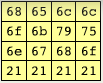 68 65 6c 6c
6f 6b 79 75
6e 67 68 6f
21 21 21 21